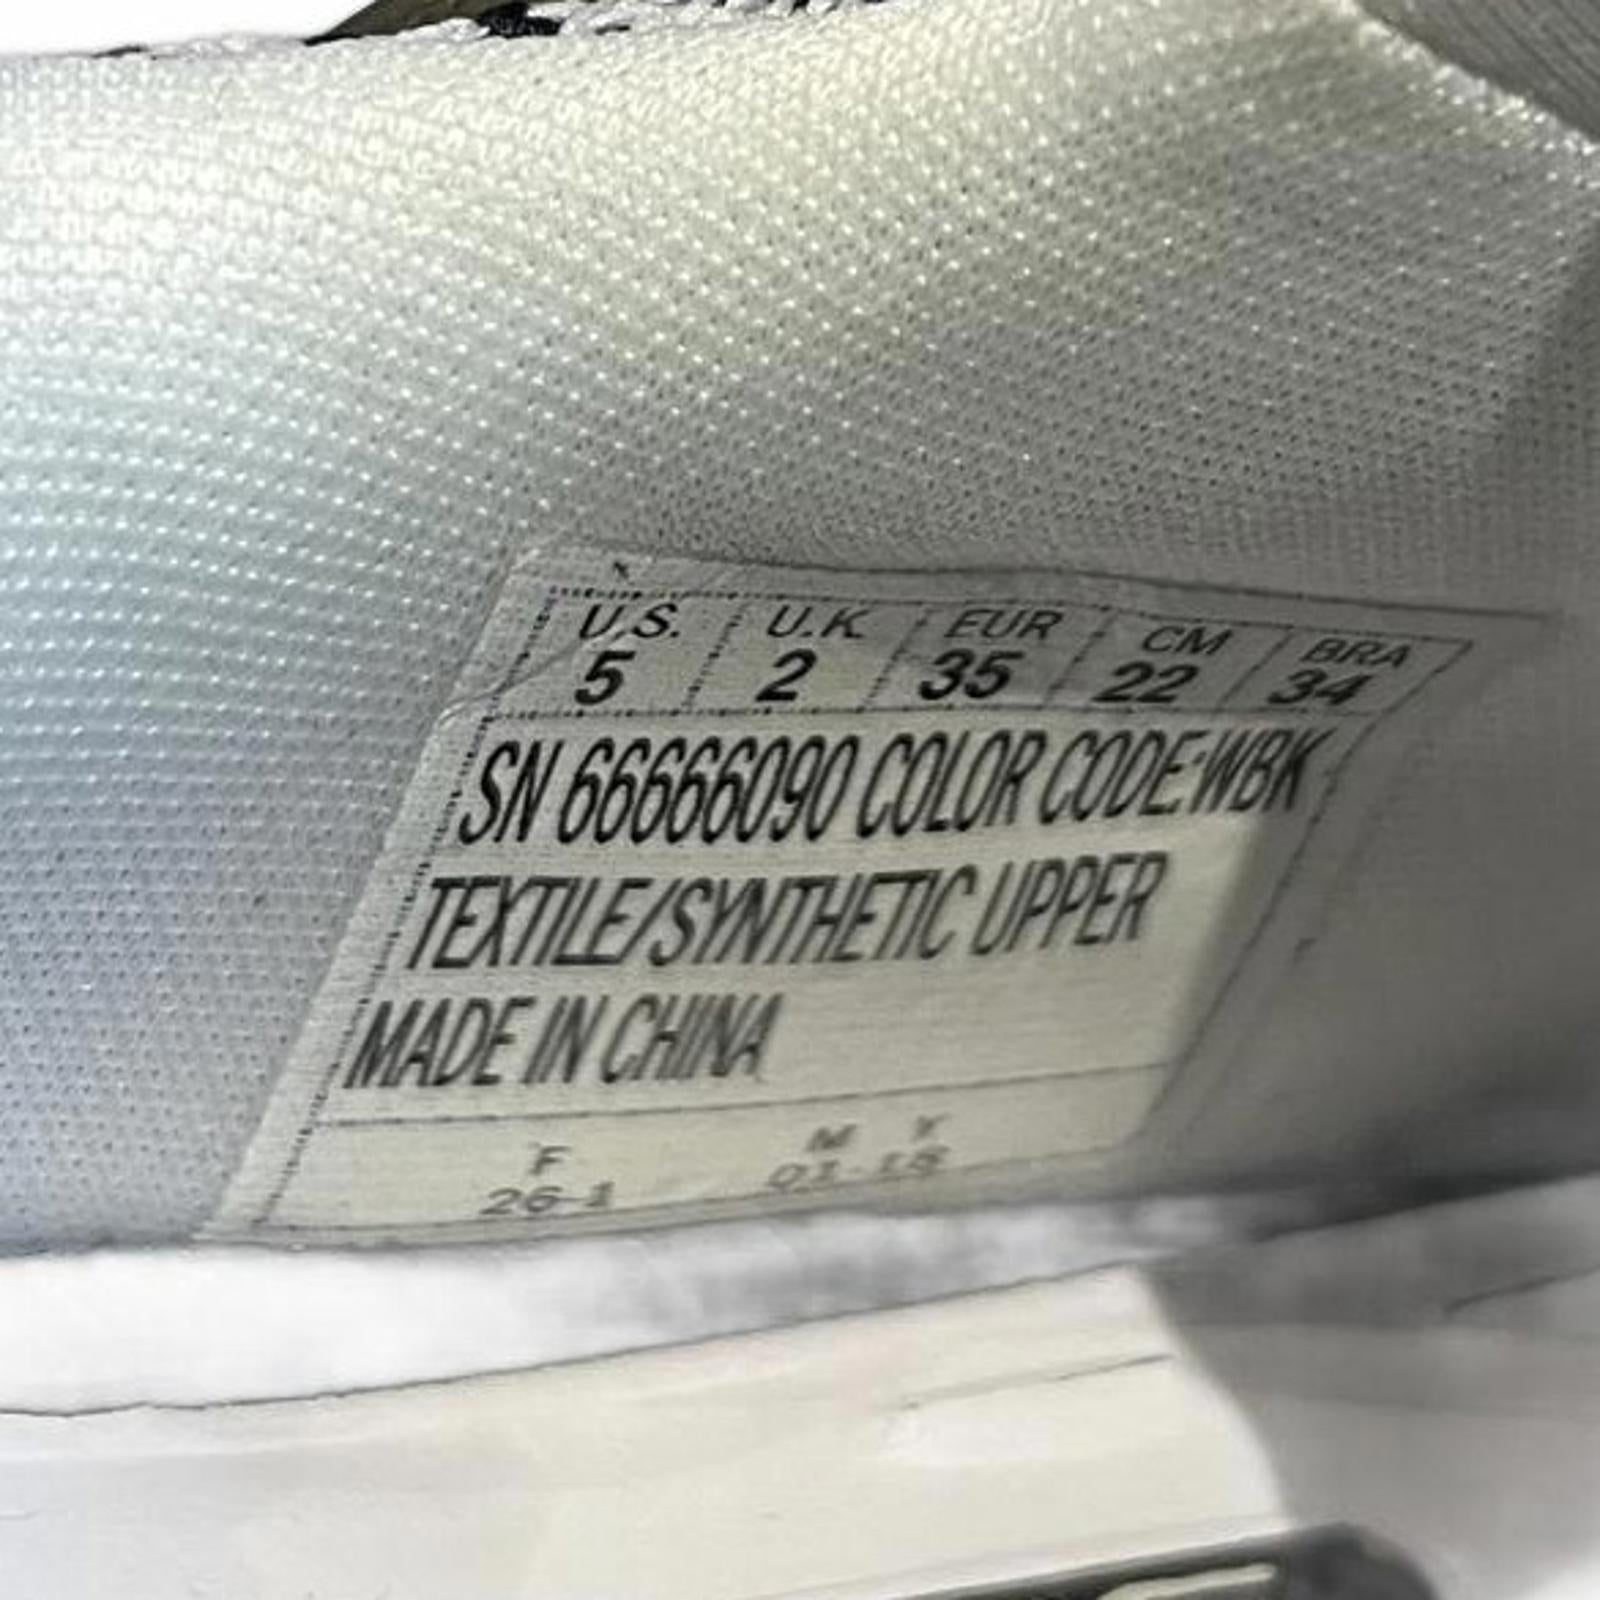 U.S. U.K. EUR CM BRA
5 2 35 22 34
SN 66666090 COLOR CODE:WBK
TEXTILE/SYNTHETIC UPPER
MADE IN CHINA
F M Y
26-1 01-18